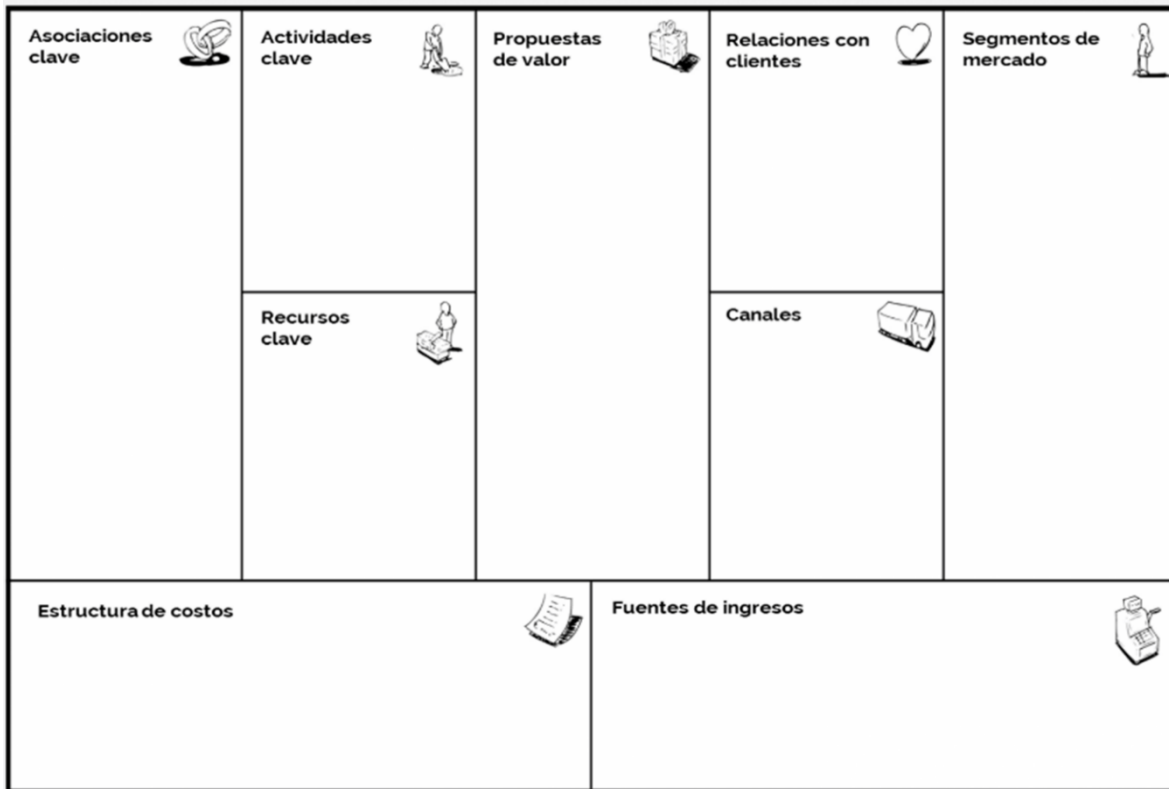 Asociaciones
clave
Actividades
clave
Propuestas
de valor
Relaciones con
clientes
Segmentos de
mercado
Recursos
clave
Canales
Estructura de costos
Fuentes de ingresos